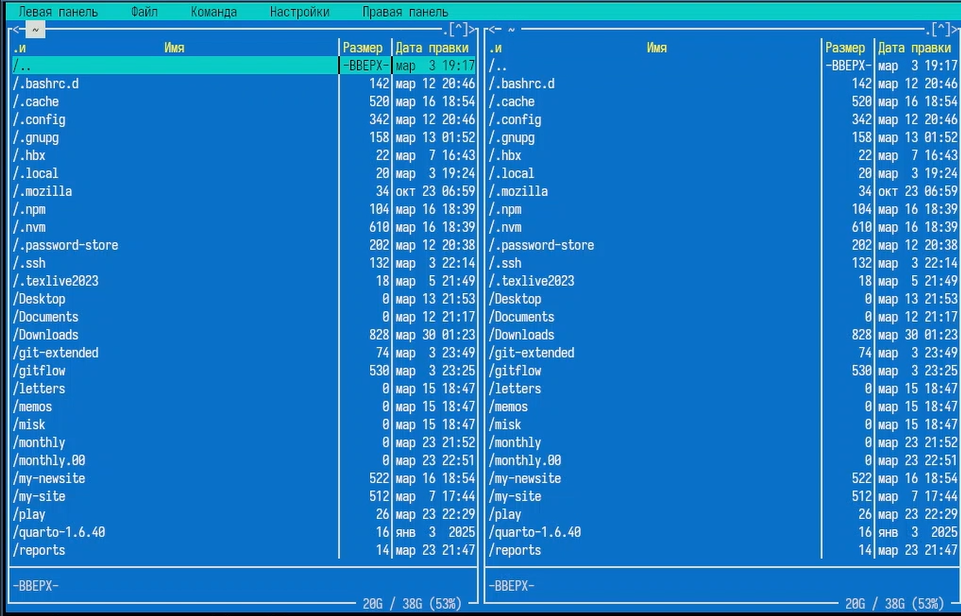 Левая панель Файл Команда Настройки Правая панель
<- ~ .[^]> <- ~ .[^]>
.и Имя Размер Дата правки .и Имя Размер Дата правки
/.. -ВВЕРХ- мар 3 19:17 /.. -ВВЕРХ- мар 3 19:17
/.bashrc.d 142 мар 12 20:46 /.bashrc.d 142 мар 12 20:46
/.cache 520 мар 16 18:54 /.cache 520 мар 16 18:54
/.config 342 мар 12 20:46 /.config 342 мар 12 20:46
/.gnupg 158 мар 13 01:52 /.gnupg 158 мар 13 01:52
/.hbx 22 мар 7 16:43 /.hbx 22 мар 7 16:43
/.local 20 мар 3 19:24 /.local 20 мар 3 19:24
/.mozilla 34 окт 23 06:59 /.mozilla 34 окт 23 06:59
/.npm 104 мар 16 18:39 /.npm 104 мар 16 18:39
/.nvm 610 мар 16 18:39 /.nvm 610 мар 16 18:39
/.password-store 202 мар 12 20:38 /.password-store 202 мар 12 20:38
/.ssh 132 мар 3 22:14 /.ssh 132 мар 3 22:14
/.texlive2023 18 мар 5 21:49 /.texlive2023 18 мар 5 21:49
/Desktop 0 мар 13 21:53 /Desktop 0 мар 13 21:53
/Documents 0 мар 12 21:17 /Documents 0 мар 12 21:17
/Downloads 828 мар 30 01:23 /Downloads 828 мар 30 01:23
/git-extended 74 мар 3 23:49 /git-extended 74 мар 3 23:49
/gitflow 530 мар 3 23:25 /gitflow 530 мар 3 23:25
/letters 0 мар 15 18:47 /letters 0 мар 15 18:47
/memos 0 мар 15 18:47 /memos 0 мар 15 18:47
/misk 0 мар 15 18:47 /misk 0 мар 15 18:47
/monthly 0 мар 23 21:52 /monthly 0 мар 23 21:52
/monthly.00 0 мар 23 22:51 /monthly.00 0 мар 23 22:51
/my-newsite 522 мар 16 18:54 /my-newsite 522 мар 16 18:54
/my-site 512 мар 7 17:44 /my-site 512 мар 7 17:44
/play 26 мар 23 22:29 /play 26 мар 23 22:29
/quarto-1.6.40 16 янв 3 2025 /quarto-1.6.40 16 янв 3 2025
/reports 14 мар 23 21:47 /reports 14 мар 23 21:47
-ВВЕРХ- -ВВЕРХ-
20G / 38G (53%) 20G / 38G (53%)